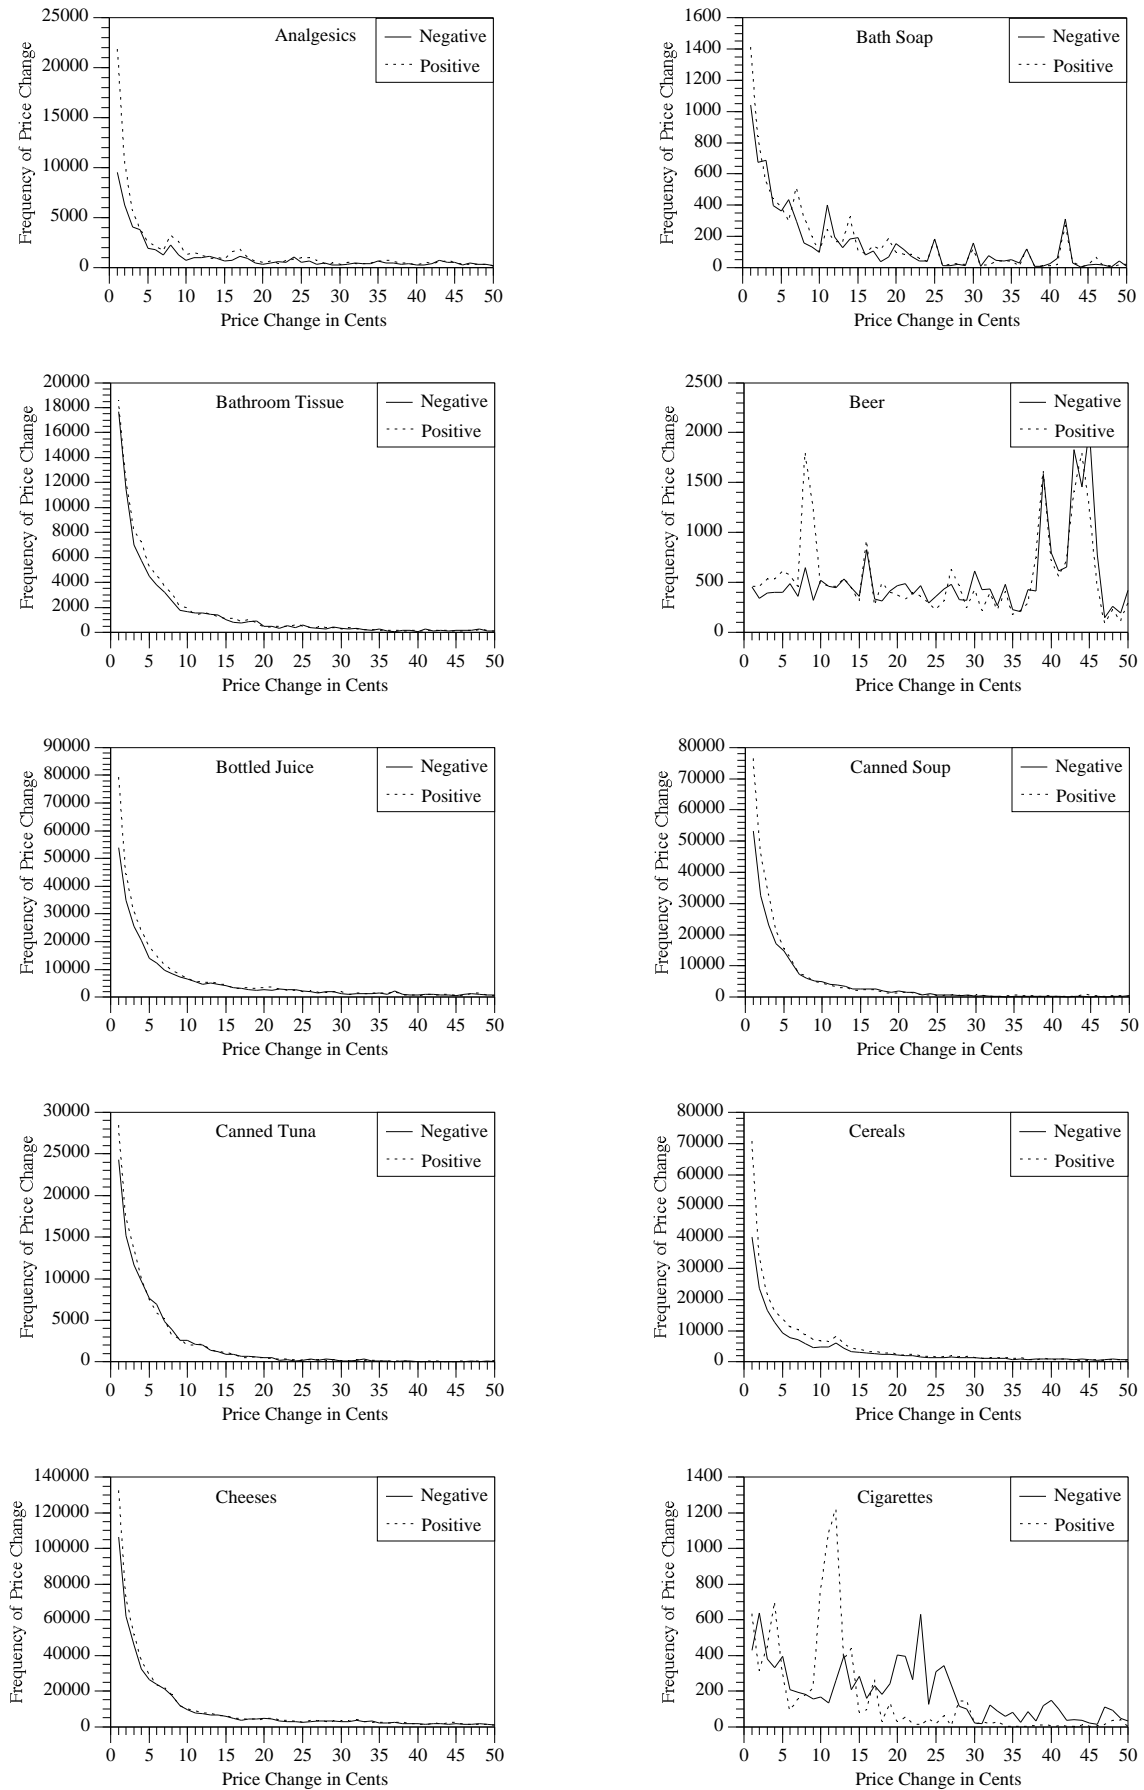 25000
20000
15000
10000
5000
0
Frequency of Price Change
Analgesics
Negative
Positive
0 5 10 15 20 25 30 35 40 45 50
Price Change in Cents
1600
1400
1200
1000
800
600
400
200
0
Frequency of Price Change
Bath Soap
Negative
Positive
0 5 10 15 20 25 30 35 40 45 50
Price Change in Cents
20000
18000
16000
14000
12000
10000
8000
6000
4000
2000
0
Frequency of Price Change
Bathroom Tissue
Negative
Positive
0 5 10 15 20 25 30 35 40 45 50
Price Change in Cents
2500
2000
1500
1000
500
0
Frequency of Price Change
Beer
Negative
Positive
0 5 10 15 20 25 30 35 40 45 50
Price Change in Cents
90000
80000
70000
60000
50000
40000
30000
20000
10000
0
Frequency of Price Change
Bottled Juice
Negative
Positive
0 5 10 15 20 25 30 35 40 45 50
Price Change in Cents
80000
70000
60000
50000
40000
30000
20000
10000
0
Frequency of Price Change
Canned Soup
Negative
Positive
0 5 10 15 20 25 30 35 40 45 50
Price Change in Cents
30000
25000
20000
15000
10000
5000
0
Frequency of Price Change
Canned Tuna
Negative
Positive
0 5 10 15 20 25 30 35 40 45 50
Price Change in Cents
80000
70000
60000
50000
40000
30000
20000
10000
0
Frequency of Price Change
Cereals
Negative
Positive
0 5 10 15 20 25 30 35 40 45 50
Price Change in Cents
140000
120000
100000
80000
60000
40000
20000
0
Frequency of Price Change
Cheeses
Negative
Positive
0 5 10 15 20 25 30 35 40 45 50
Price Change in Cents
1400
1200
1000
800
600
400
200
0
Frequency of Price Change
Cigarettes
Negative
Positive
0 5 10 15 20 25 30 35 40 45 50
Price Change in Cents